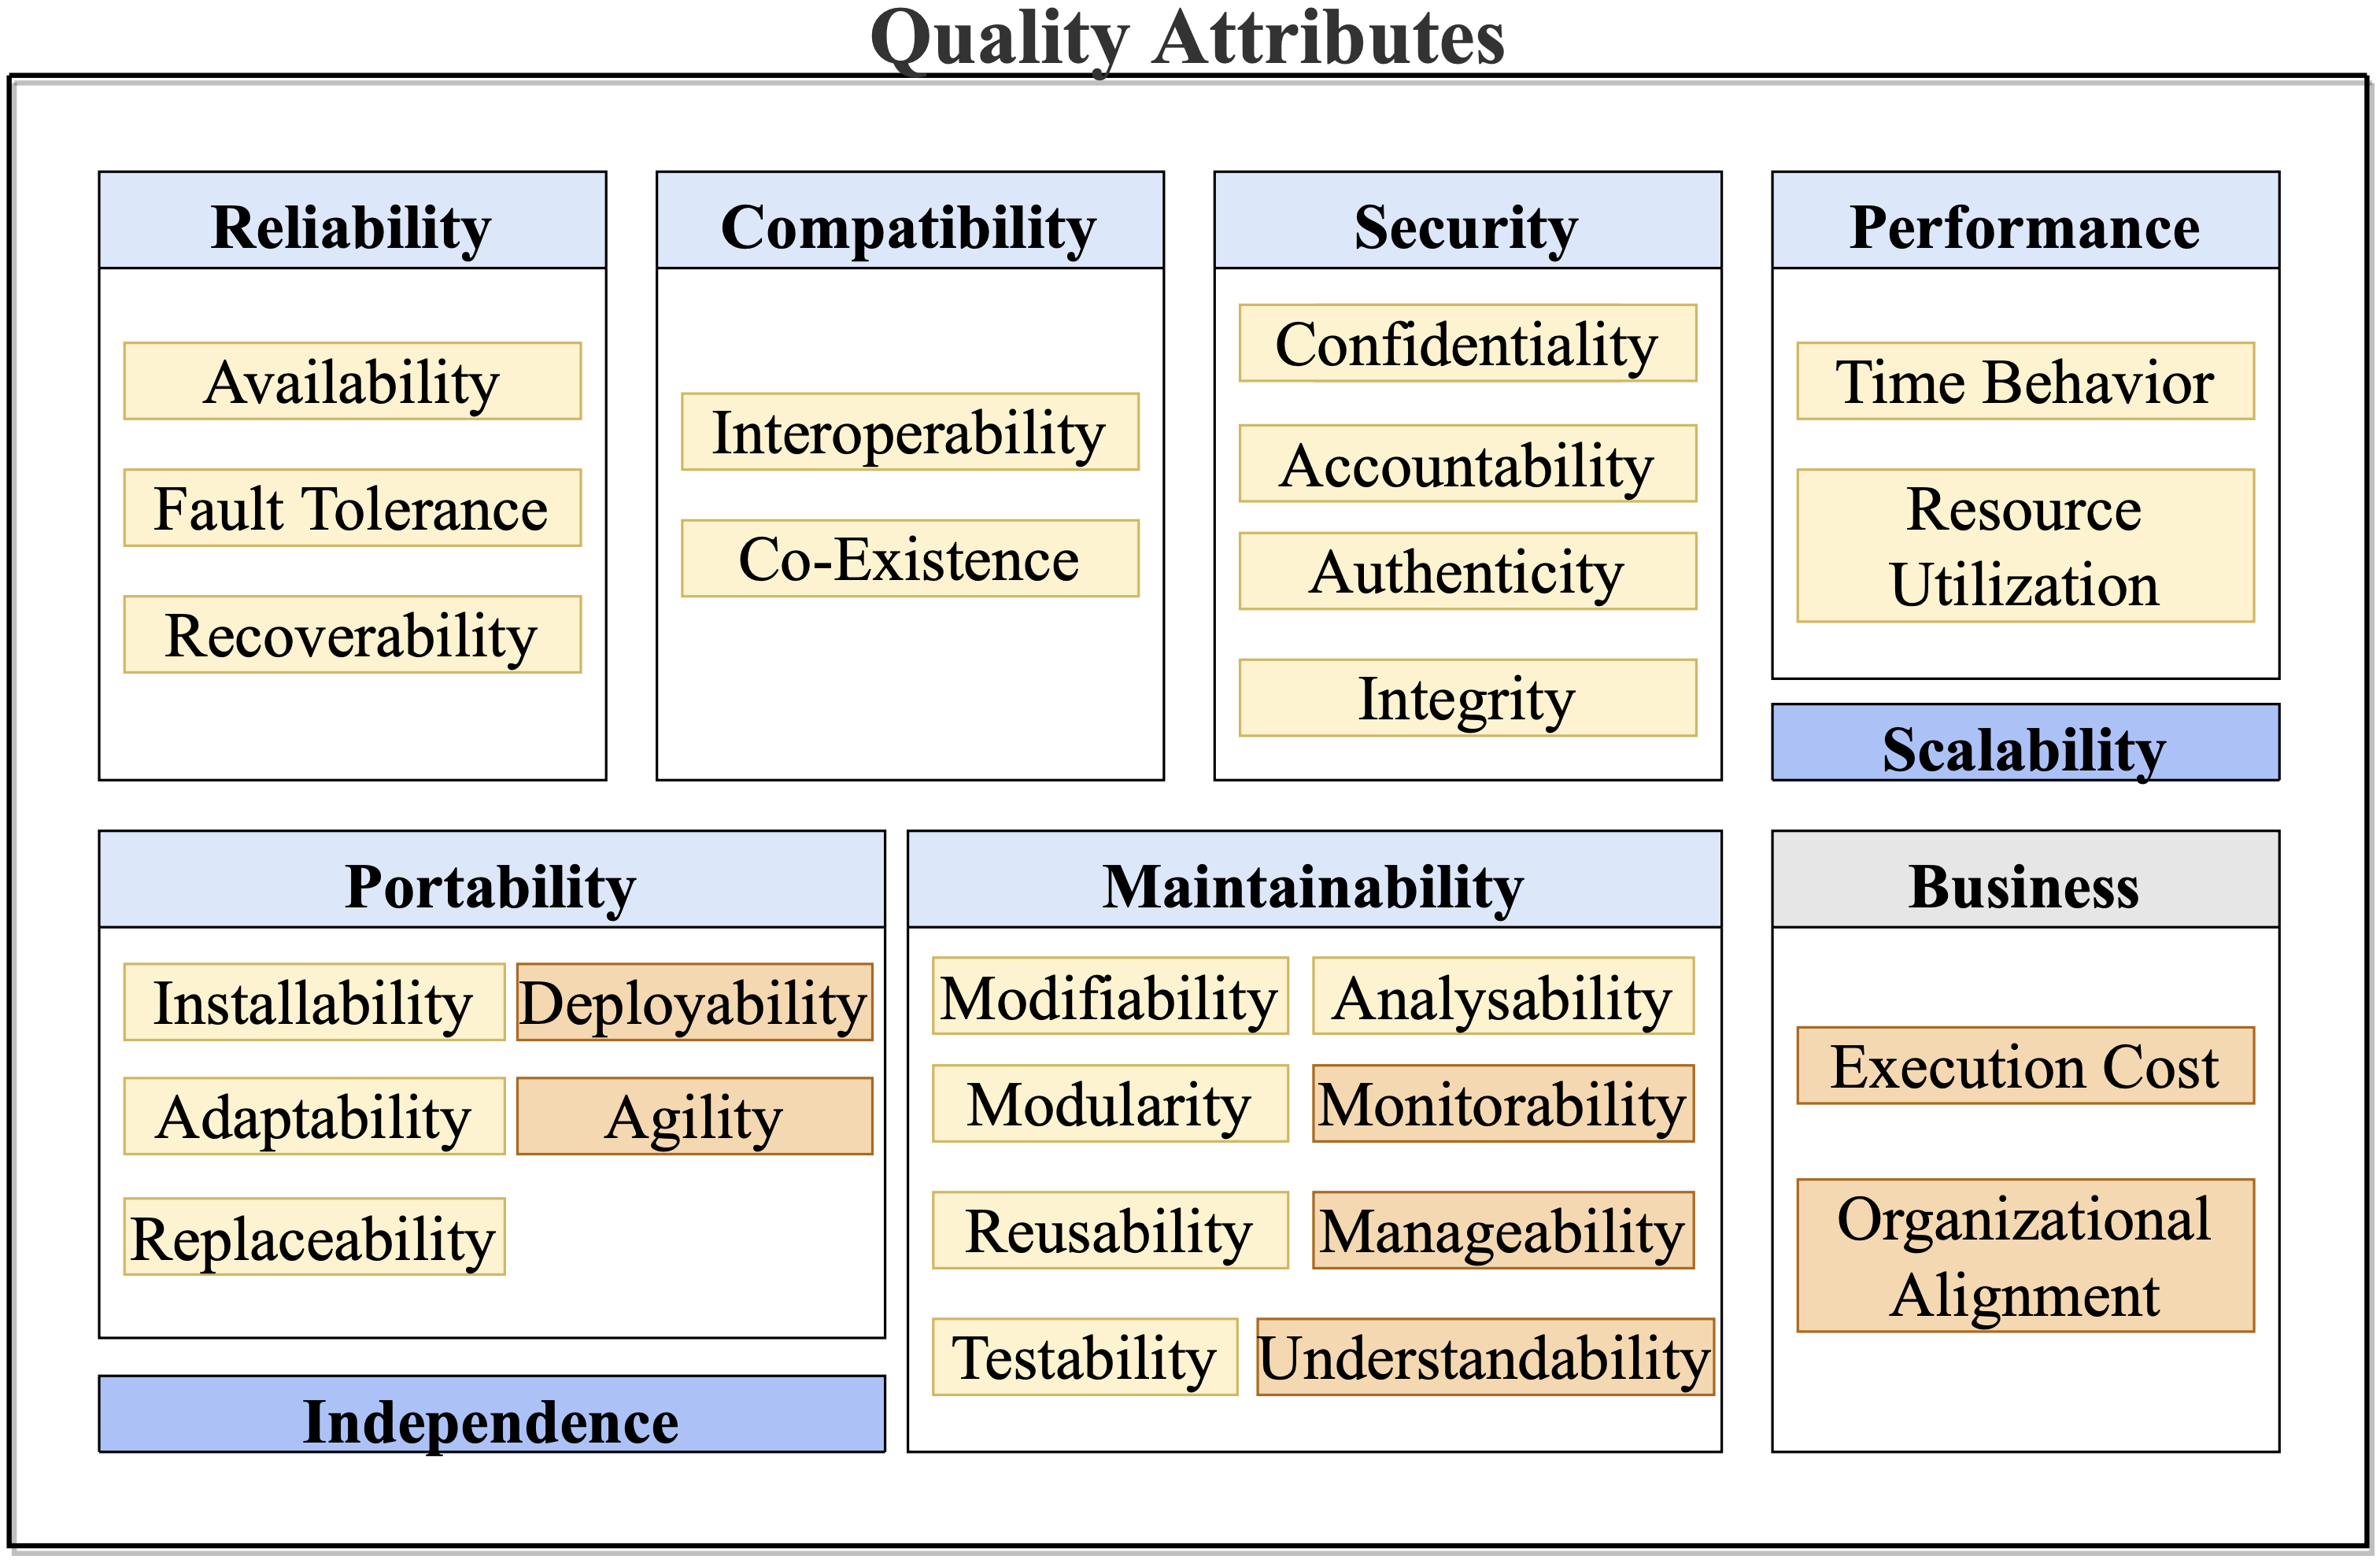 Quality Attributes
Reliability
Availability
Fault Tolerance
Recoverability
Compatibility
Interoperability
Co-Existence
Security
Confidentiality
Accountability
Authenticity
Integrity
Performance
Time Behavior
Resource
Utilization
Scalability
Portability
Installability
Deployability
Adaptability
Agility
Replaceability
Independence
Maintainability
Modifiability
Analysability
Modularity
Monitorability
Reusability
Manageability
Testability
Understandability
Business
Execution Cost
Organizational
Alignment